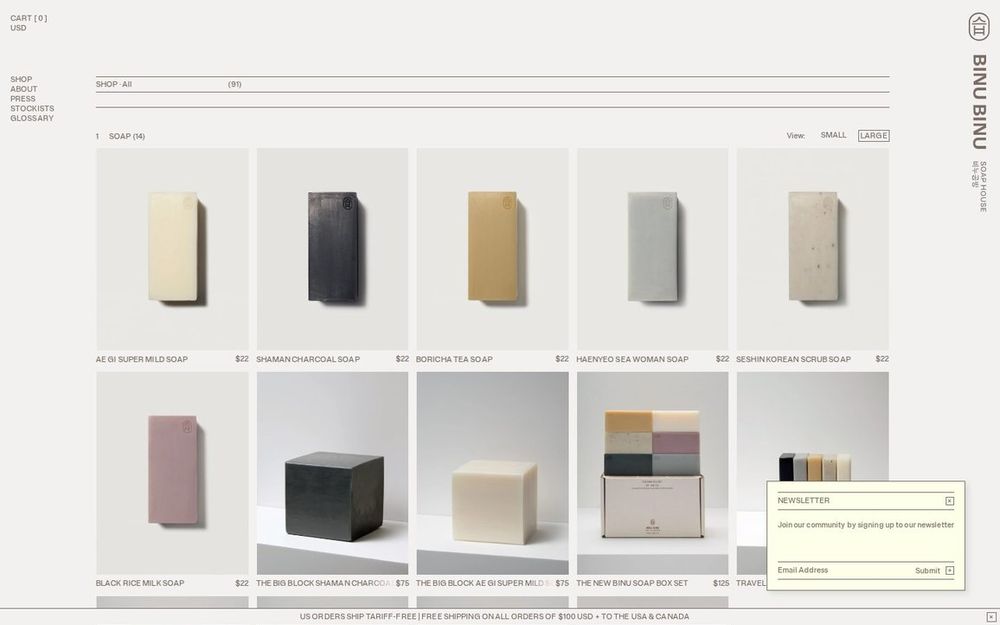 CART [ 0 ]
USD
SHOP
ABOUT
PRESS
STOCKISTS
GLOSSARY
SHOP · All (91)
1 SOAP (14)
View: SMALL LARGE
AE GI SUPER MILD SOAP $22
SHAMAN CHARCOAL SOAP $22
BORICHA TEA SOAP $22
HAENYEO SEA WOMAN SOAP $22
SESHIN KOREAN SCRUB SOAP $22
BLACK RICE MILK SOAP $22
THE BIG BLOCK SHAMAN CHARCOA $75
THE BIG BLOCK AE GI SUPER MILD S $75
THE NEW BINU SOAP BOX SET $125
TRAVEL
NEWSLETTER
Join our community by signing up to our newsletter
Email Address Submit
US ORDERS SHIP TARIFF-FREE | FREE SHIPPING ON ALL ORDERS OF $100 USD + TO THE USA & CANADA
BINU BINU
SOAP HOUSE